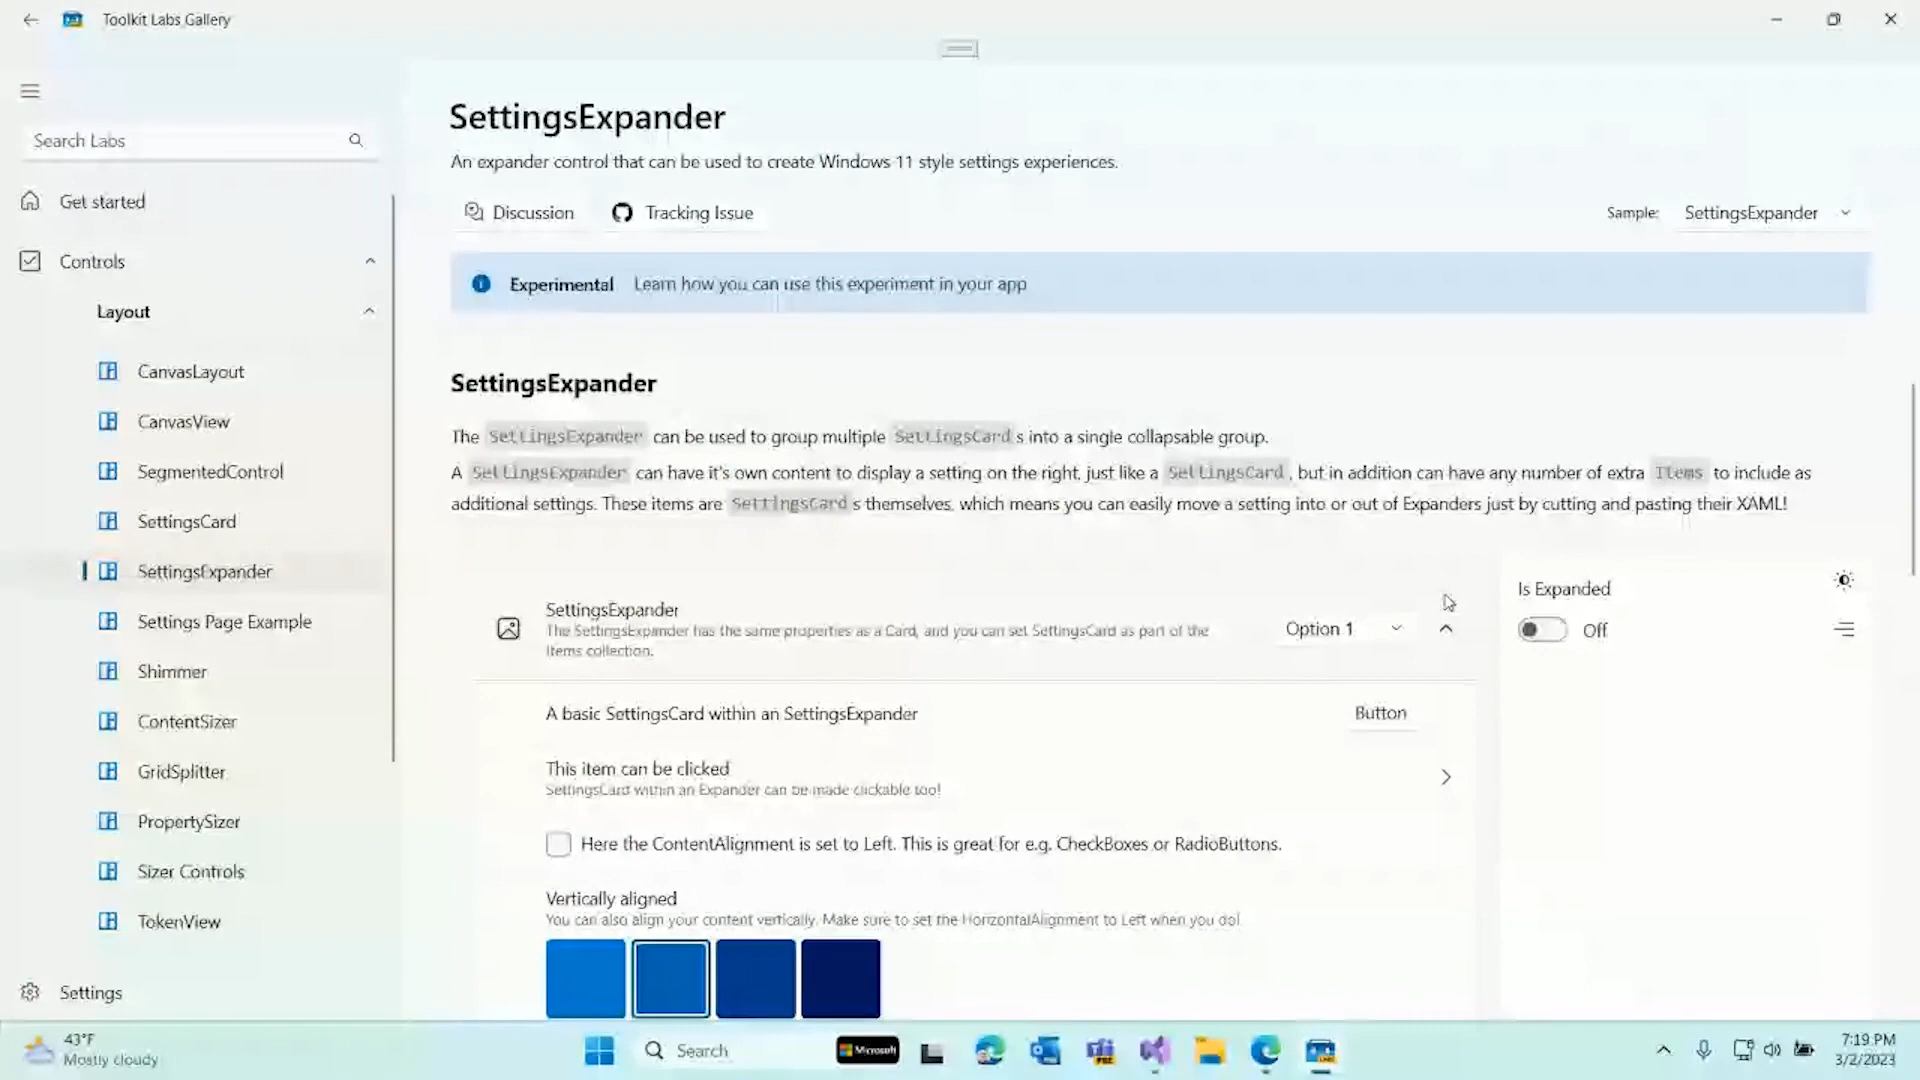 Toolkit Labs Gallery
Search Labs
Get started
Controls
Layout
CanvasLayout
CanvasView
SegmentedControl
SettingsCard
SettingsExpander
Settings Page Example
Shimmer
ContentSizer
GridSplitter
PropertySizer
Sizer Controls
TokenView
Settings
SettingsExpander
An expander control that can be used to create Windows 11 style settings experiences.
Discussion Tracking Issue Sample: SettingsExpander
Experimental Learn how you can use this experiment in your app
SettingsExpander
The SettingsExpander can be used to group multiple SettingsCard s into a single collapsable group.
A SettingsExpander can have it's own content to display a setting on the right, just like a SettingsCard , but in addition can have any number of extra Items to include as
additional settings. These items are SettingsCard s themselves, which means you can easily move a setting into or out of Expanders just by cutting and pasting their XAML!
SettingsExpander
The SettingsExpander has the same properties as a Card, and you can set SettingsCard as part of the
Items collection.
Option 1
Is Expanded
Off
A basic SettingsCard within an SettingsExpander Button
This item can be clicked
SettingsCard within an Expander can be made clickable too!
Here the ContentAlignment is set to Left. This is great for e.g. CheckBoxes or RadioButtons.
Vertically aligned
You can also align your content vertically. Make sure to set the HorizontalAlignment to Left when you do!
43°F
Mostly cloudy
Search
Microsoft
PRE
7:19 PM
3/2/2023